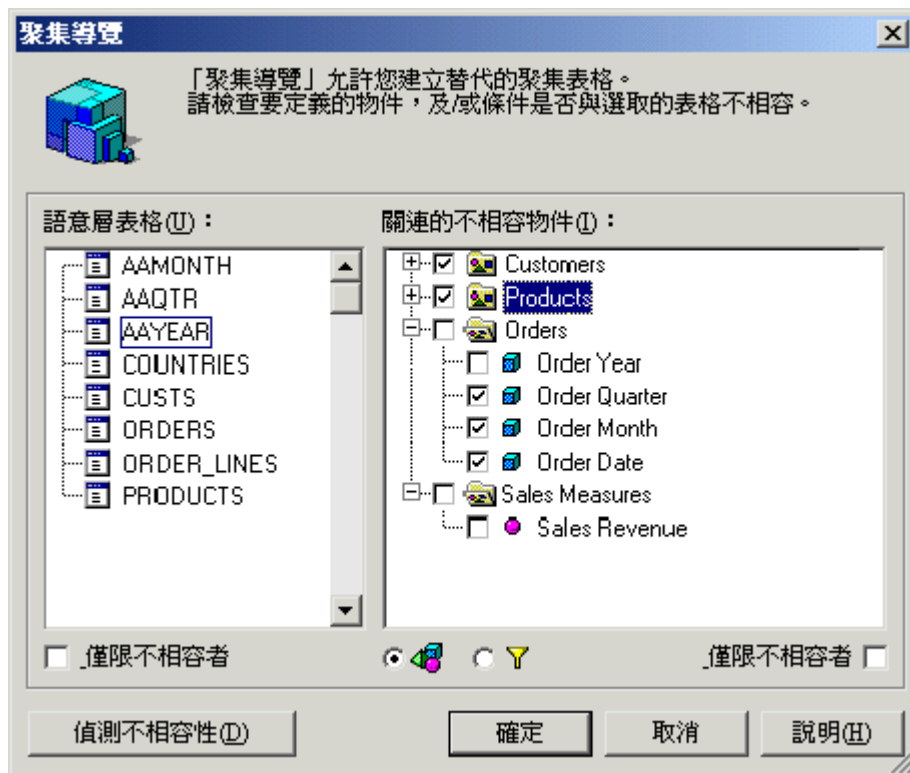 聚集導覽
「聚集導覽」允許您建立替代的聚集表格。
請檢查要定義的物件，及/或條件是否與選取的表格不相容。
語意層表格(U)：
關連的不相容物件(I)：
AAMONTH
AAQTR
AAYEAR
COUNTRIES
CUSTS
ORDERS
ORDER_LINES
PRODUCTS
Customers
Products
Orders
Order Year
Order Quarter
Order Month
Order Date
Sales Measures
Sales Revenue
_僅限不相容者
_僅限不相容者
偵測不相容性(D)
確定
取消
說明(H)